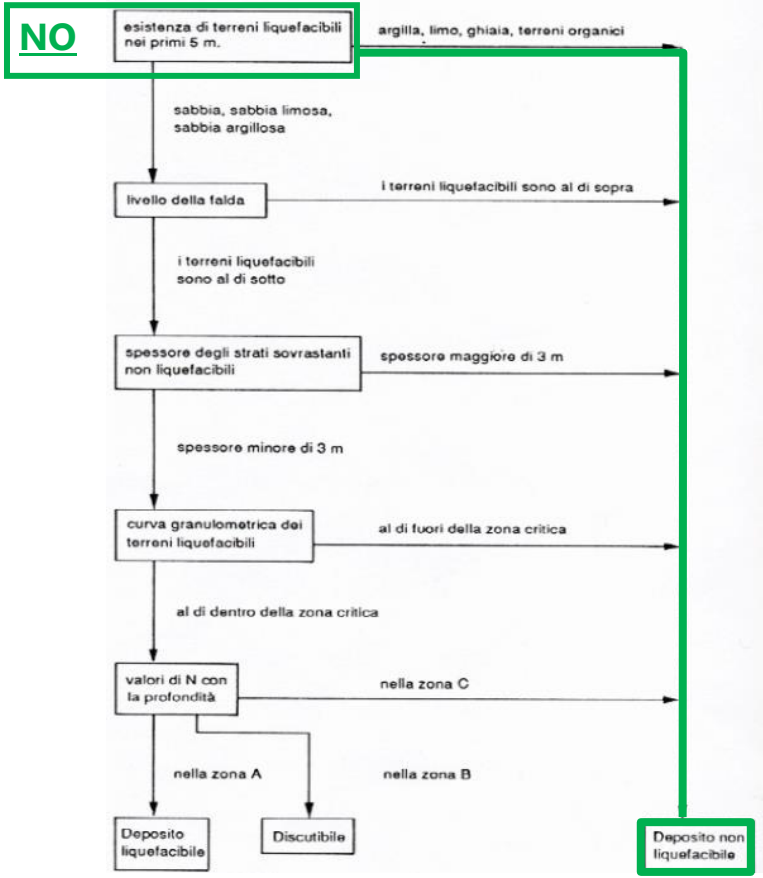 NO
esistenza di terreni liquefacibili
nei primi 5 m.
argilla, limo, ghiaia, terreni organici
sabbia, sabbia limosa,
sabbia argillosa
livello della falda
i terreni liquefacibili sono al di sopra
i terreni liquefacibili
sono al di sotto
spessore degli strati sovrastanti
non liquefacibili
spessore maggiore di 3 m
spessore minore di 3 m
curva granulometrica dei
terreni liquefacibili
al di fuori della zona critica
al di dentro della zona critica
valori di N con
la profondità
nella zona C
nella zona A
nella zona B
Deposito
liquefacibile
Discutibile
Deposito non
liquefacibile